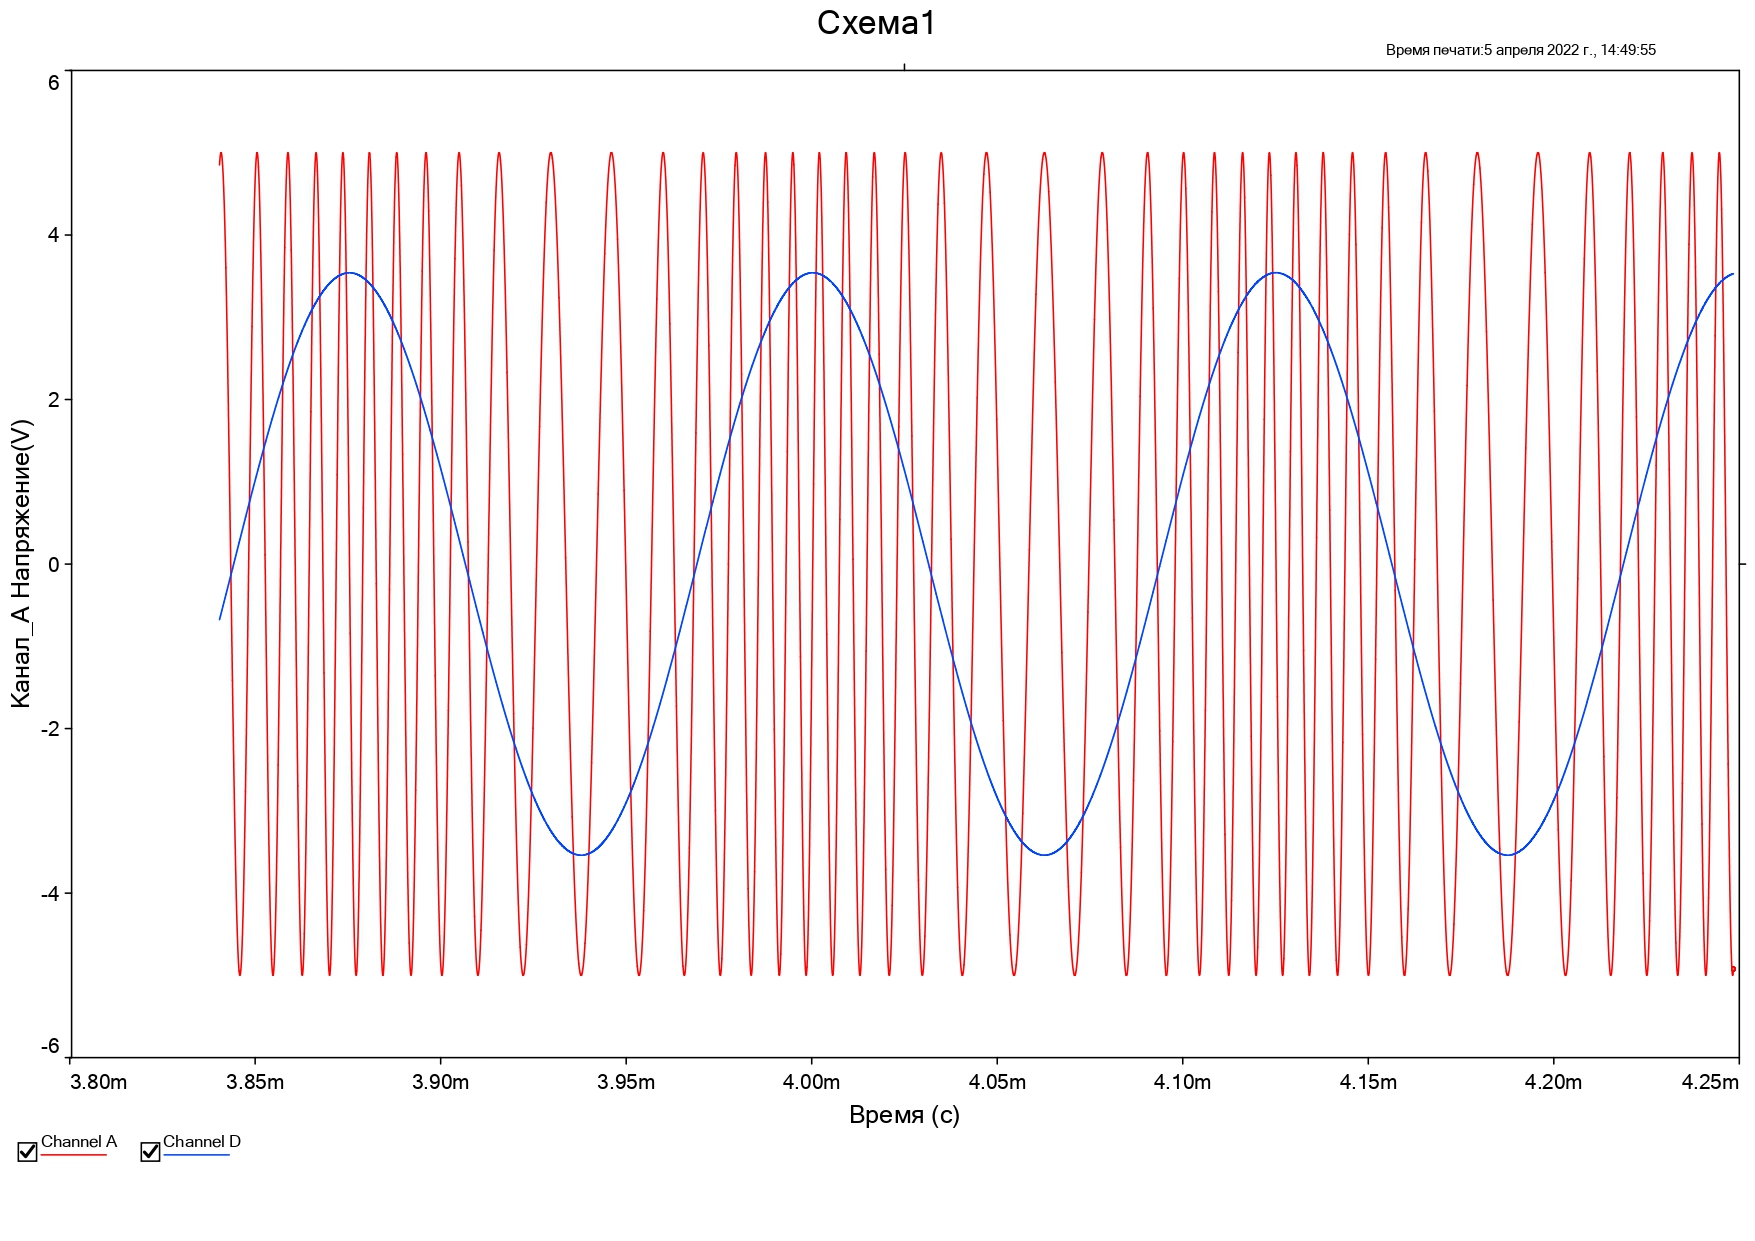 Схема1
Время печати:5 апреля 2022 г., 14:49:55
Канал_A Напряжение(V)
6
4
2
0
-2
-4
-6
3.80m 3.85m 3.90m 3.95m 4.00m 4.05m 4.10m 4.15m 4.20m 4.25m
Время (с)
Channel A Channel D